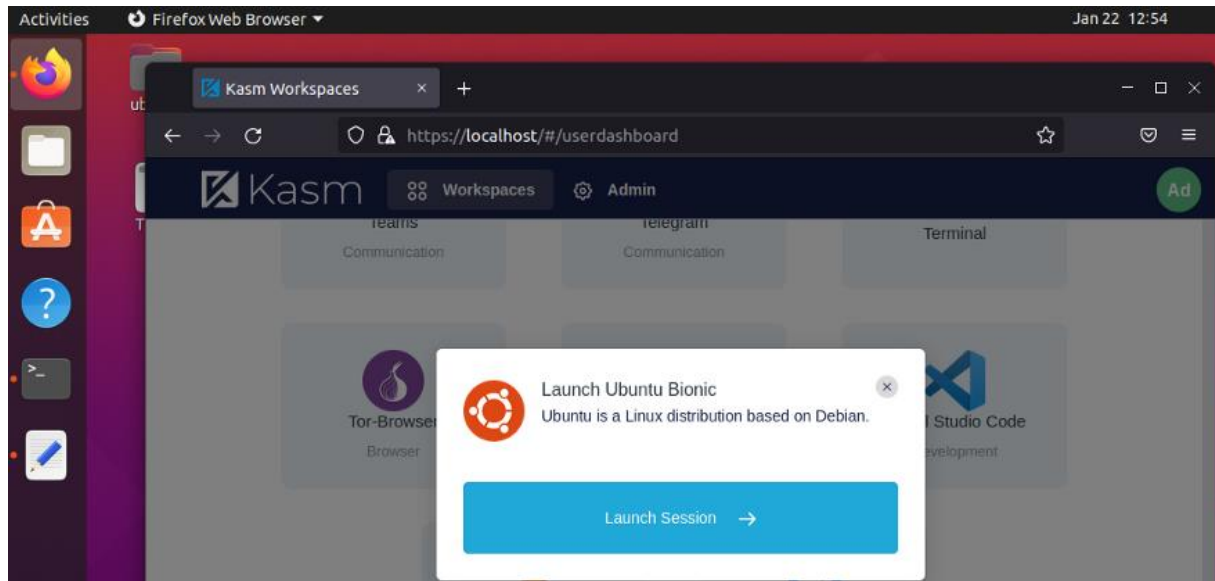 Activities Firefox Web Browser Jan 22 12:54
Kasm Workspaces
https://localhost/#/userdashboard
Kasm Workspaces Admin Ad
Teams Telegram Terminal
Communication Communication
Launch Ubuntu Bionic
Ubuntu is a Linux distribution based on Debian.
Tor-Browser Studio Code
Browser
Launch Session →